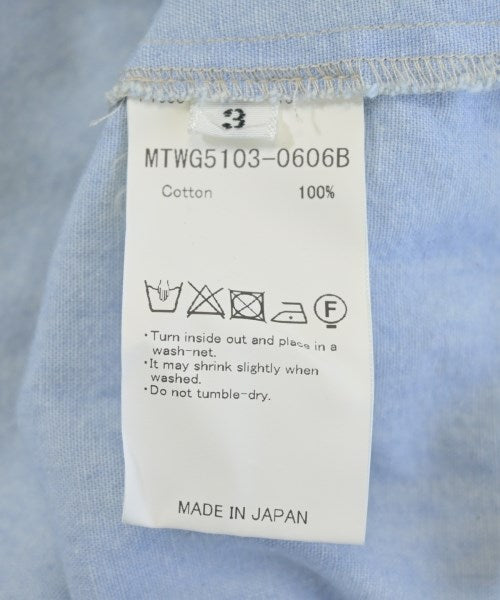 3
MTWG5103-0606B
Cotton 100%
F
・Turn inside out and place in a
wash-net.
・It may shrink slightly when
washed.
・Do not tumble-dry.
MADE IN JAPAN